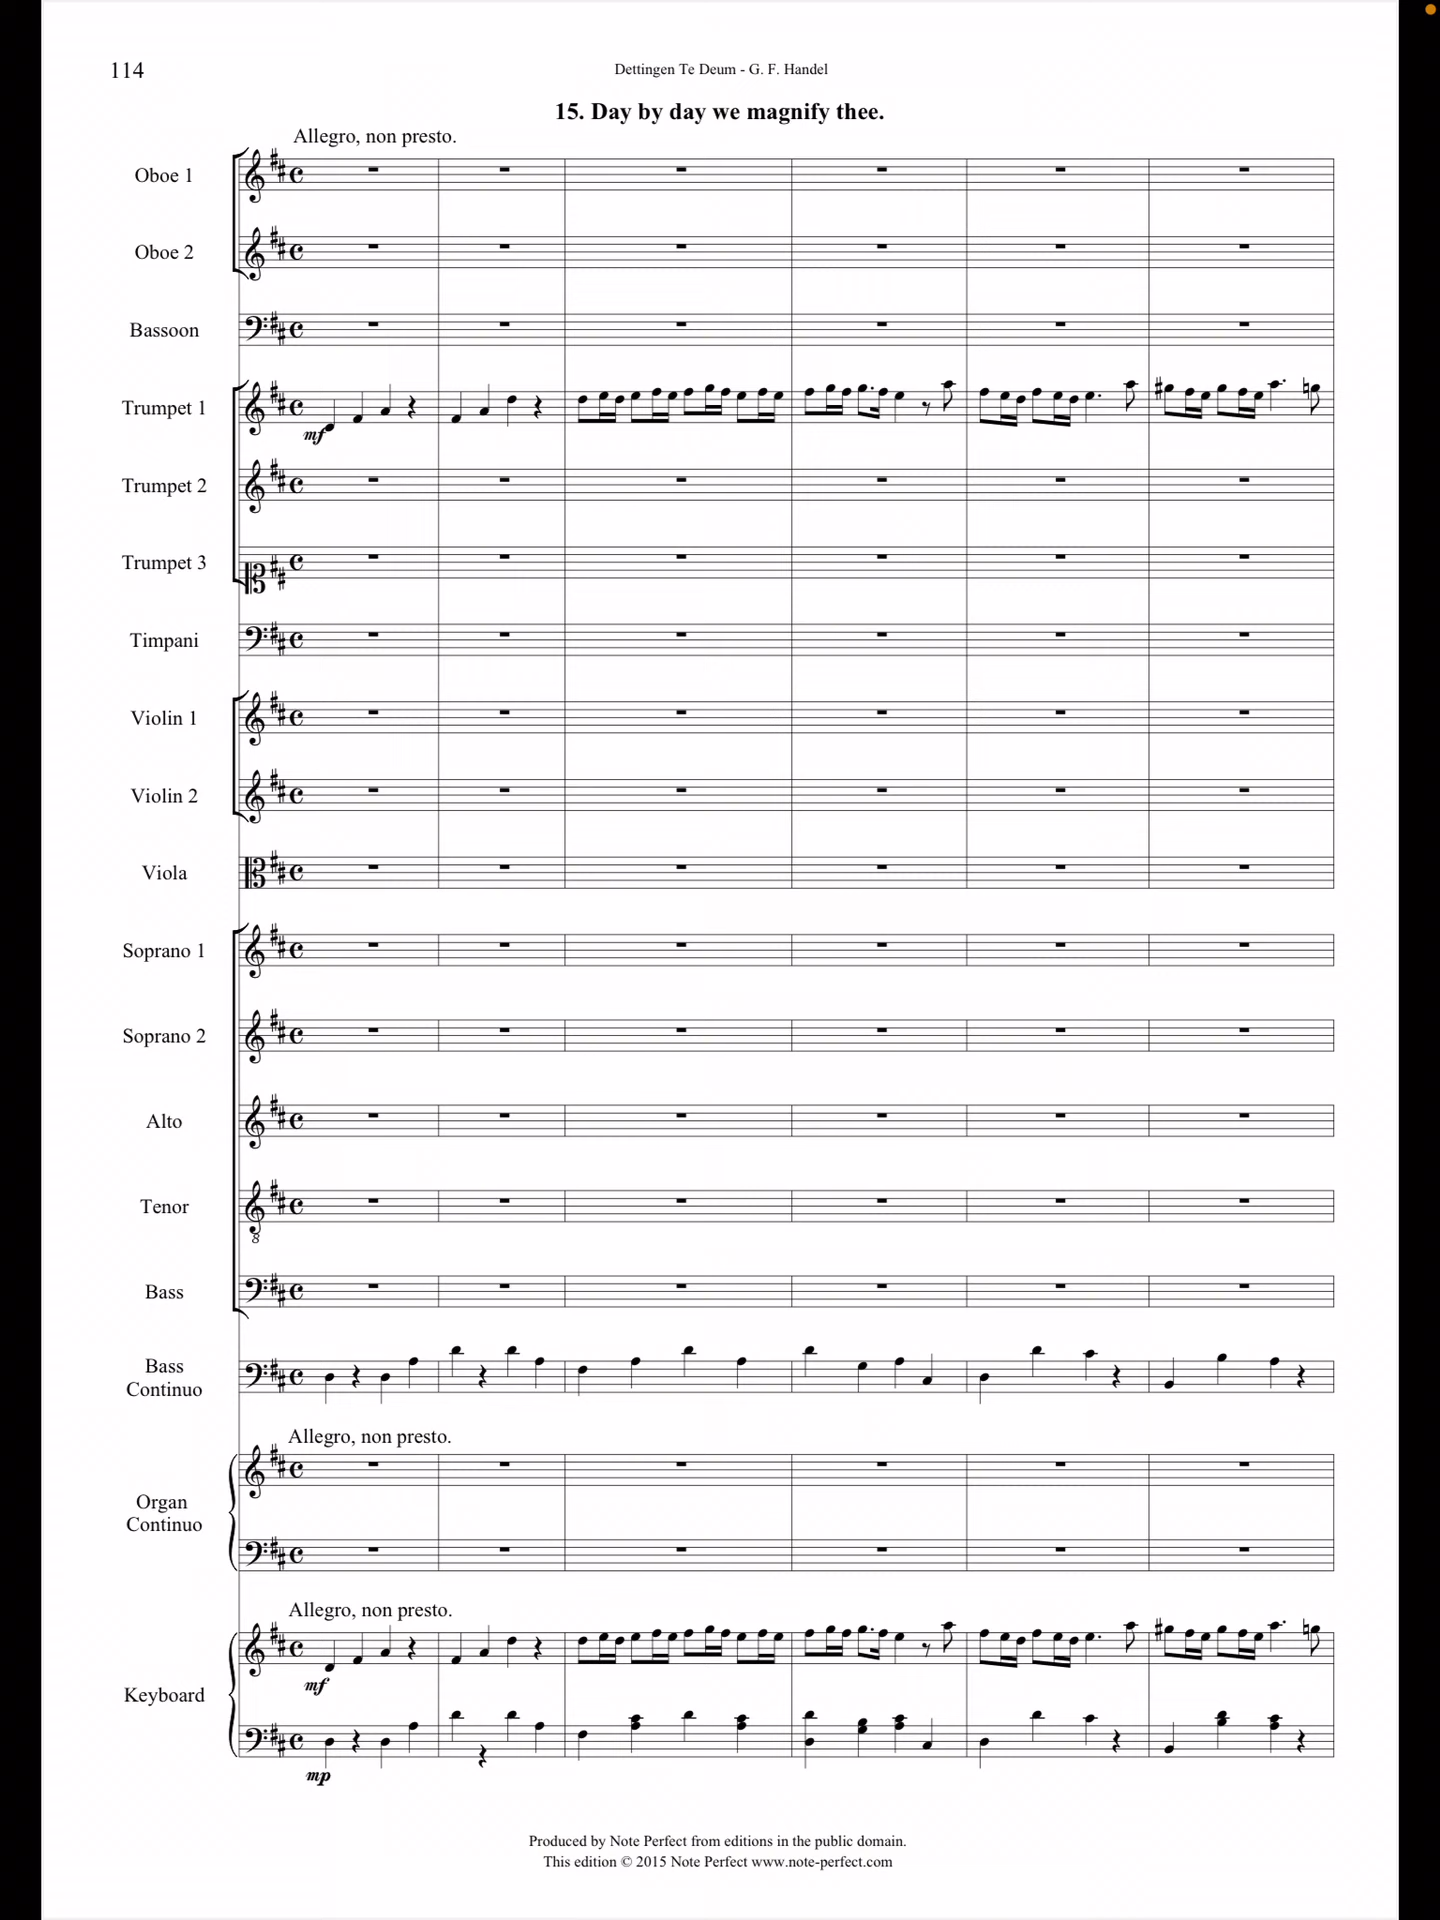 114
Dettingen Te Deum - G. F. Handel
15. Day by day we magnify thee.
Allegro, non presto.
Oboe 1
Oboe 2
Bassoon
Trumpet 1
mf
Trumpet 2
Trumpet 3
Timpani
Violin 1
Violin 2
Viola
Soprano 1
Soprano 2
Alto
Tenor
8
Bass
Bass
Continuo
Allegro, non presto.
Organ
Continuo
Allegro, non presto.
mf
Keyboard
mp
Produced by Note Perfect from editions in the public domain.
This edition © 2015 Note Perfect www.note-perfect.com